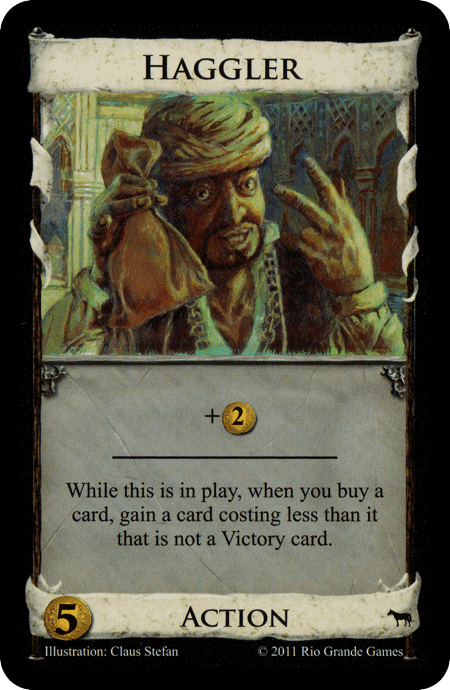 HAGGLER
+2
While this is in play, when you buy a
card, gain a card costing less than it
that is not a Victory card.
5
ACTION
Illustration: Claus Stefan
© 2011 Rio Grande Games